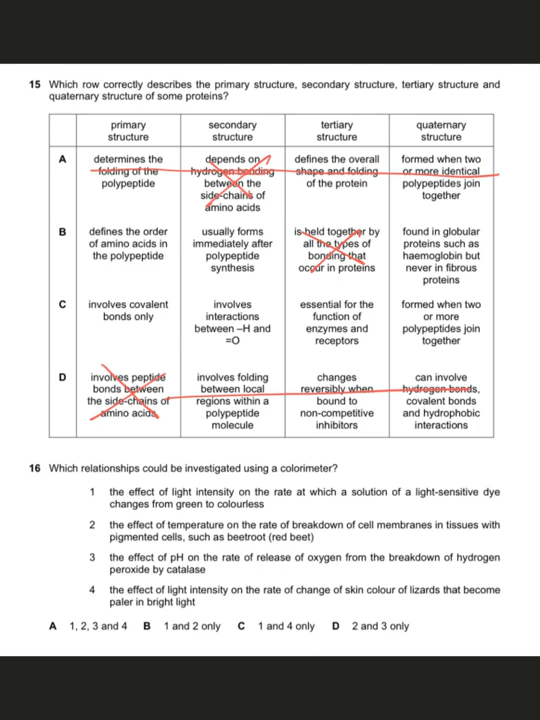 15 Which row correctly describes the primary structure, secondary structure, tertiary structure and
quaternary structure of some proteins?
primary structure secondary structure tertiary structure quaternary structure
A determines the folding of the polypeptide
depends on hydrogen bonding between the side-chains of amino acids
defines the overall shape and folding of the protein
formed when two or more identical polypeptides join together
B defines the order of amino acids in the polypeptide
usually forms immediately after polypeptide synthesis
is held together by all the types of bonding that occur in proteins
found in globular proteins such as haemoglobin but never in fibrous proteins
C involves covalent bonds only
involves interactions between –H and =O
essential for the function of enzymes and receptors
formed when two or more polypeptides join together
D involves peptide bonds between the side-chains of amino acids
involves folding between local regions within a polypeptide molecule
changes reversibly when bound to non-competitive inhibitors
can involve hydrogen bonds, covalent bonds and hydrophobic interactions
16 Which relationships could be investigated using a colorimeter?
1 the effect of light intensity on the rate at which a solution of a light-sensitive dye
changes from green to colourless
2 the effect of temperature on the rate of breakdown of cell membranes in tissues with
pigmented cells, such as beetroot (red beet)
3 the effect of pH on the rate of release of oxygen from the breakdown of hydrogen
peroxide by catalase
4 the effect of light intensity on the rate of change of skin colour of lizards that become
paler in bright light
A 1, 2, 3 and 4 B 1 and 2 only C 1 and 4 only D 2 and 3 only